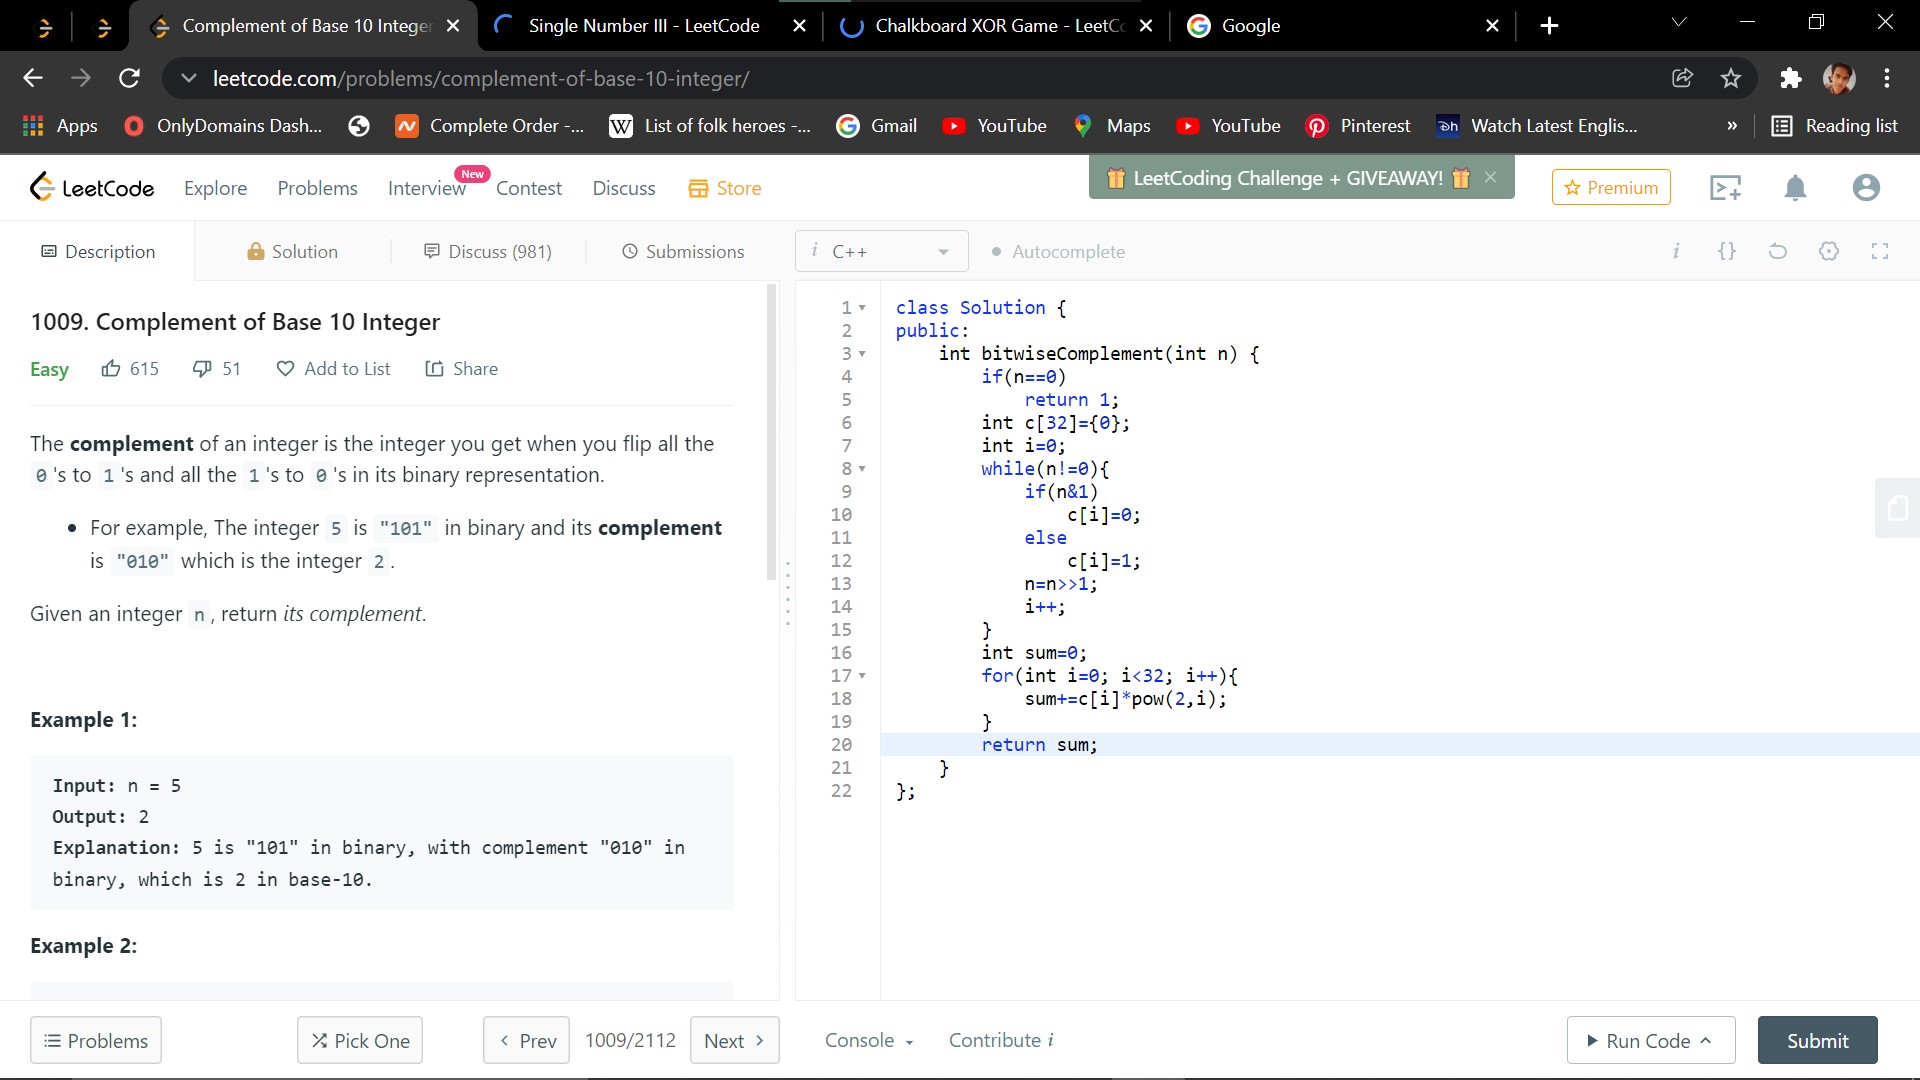 Complement of Base 10 Integer
Single Number III - LeetCode
Chalkboard XOR Game - LeetC
Google
leetcode.com/problems/complement-of-base-10-integer/
Apps
OnlyDomains Dash...
Complete Order -...
W List of folk heroes -...
Gmail
YouTube
Maps
YouTube
Pinterest
Dh Watch Latest Englis...
»
Reading list
LeetCode
Explore
Problems
Interview
New
Contest
Discuss
Store
LeetCoding Challenge + GIVEAWAY!
Premium
Description
Solution
Discuss (981)
Submissions
i C++
Autocomplete
i {}
1009. Complement of Base 10 Integer
Easy 615 51 Add to List Share
The complement of an integer is the integer you get when you flip all the
0 's to 1 's and all the 1 's to 0 's in its binary representation.
• For example, The integer 5 is "101" in binary and its complement
is "010" which is the integer 2 .
Given an integer n , return its complement.
Example 1:
Input: n = 5
Output: 2
Explanation: 5 is "101" in binary, with complement "010" in
binary, which is 2 in base-10.
Example 2:
1 class Solution {
2 public:
3 int bitwiseComplement(int n) {
4 if(n==0)
5 return 1;
6 int c[32]={0};
7 int i=0;
8 while(n!=0){
9 if(n&1)
10 c[i]=0;
11 else
12 c[i]=1;
13 n=n>>1;
14 i++;
15 }
16 int sum=0;
17 for(int i=0; i<32; i++){
18 sum+=c[i]*pow(2,i);
19 }
20 return sum;
21 }
22 };
Problems
Pick One
Prev
1009/2112
Next
Console
Contribute i
Run Code
Submit